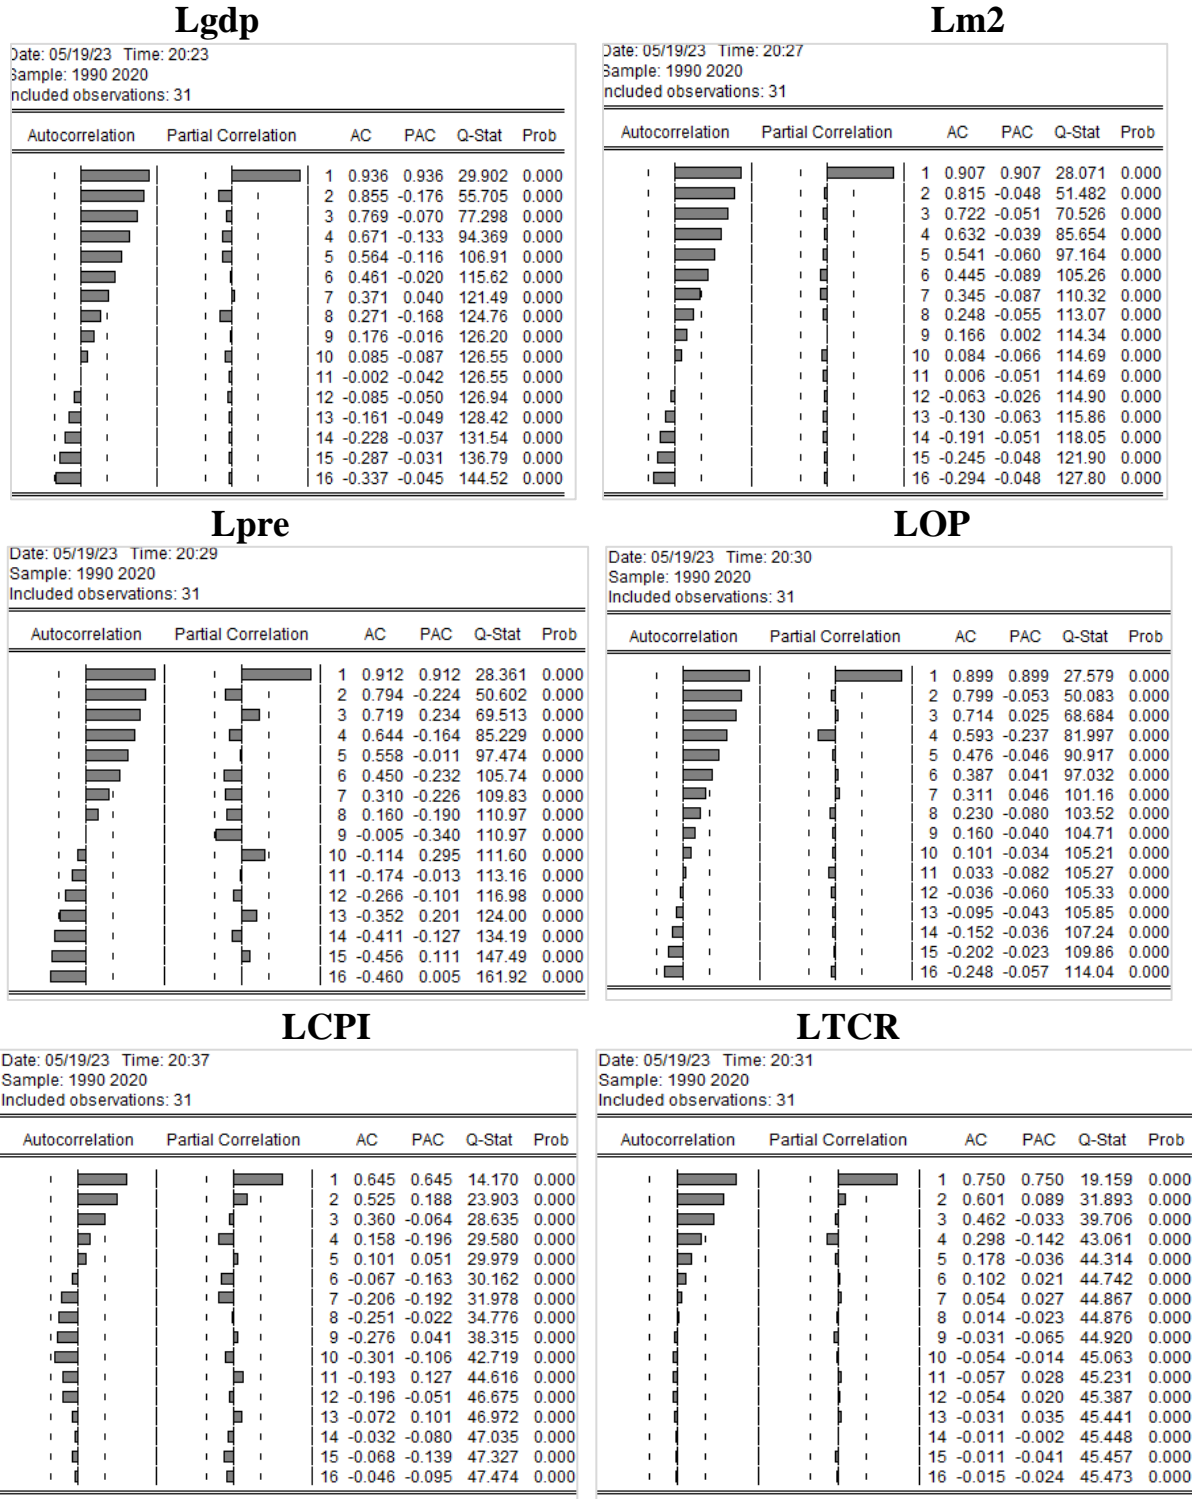 Lgdp
Date: 05/19/23 Time: 20:23
Sample: 1990 2020
ncluded observations: 31
Autocorrelation Partial Correlation AC PAC Q-Stat Prob
1 0.936 0.936 29.902 0.000
2 0.855 -0.176 55.705 0.000
3 0.769 -0.070 77.298 0.000
4 0.671 -0.133 94.369 0.000
5 0.564 -0.116 106.91 0.000
6 0.461 -0.020 115.62 0.000
7 0.371 0.040 121.49 0.000
8 0.271 -0.168 124.76 0.000
9 0.176 -0.016 126.20 0.000
10 0.085 -0.087 126.55 0.000
11 -0.002 -0.042 126.55 0.000
12 -0.085 -0.050 126.94 0.000
13 -0.161 -0.049 128.42 0.000
14 -0.228 -0.037 131.54 0.000
15 -0.287 -0.031 136.79 0.000
16 -0.337 -0.045 144.52 0.000
Lm2
Date: 05/19/23 Time: 20:27
Sample: 1990 2020
ncluded observations: 31
Autocorrelation Partial Correlation AC PAC Q-Stat Prob
1 0.907 0.907 28.071 0.000
2 0.815 -0.048 51.482 0.000
3 0.722 -0.051 70.526 0.000
4 0.632 -0.039 85.654 0.000
5 0.541 -0.060 97.164 0.000
6 0.445 -0.089 105.26 0.000
7 0.345 -0.087 110.32 0.000
8 0.248 -0.055 113.07 0.000
9 0.166 0.002 114.34 0.000
10 0.084 -0.066 114.69 0.000
11 0.006 -0.051 114.69 0.000
12 -0.063 -0.026 114.90 0.000
13 -0.130 -0.063 115.86 0.000
14 -0.191 -0.051 118.05 0.000
15 -0.245 -0.048 121.90 0.000
16 -0.294 -0.048 127.80 0.000
Lpre
Date: 05/19/23 Time: 20:29
Sample: 1990 2020
Included observations: 31
Autocorrelation Partial Correlation AC PAC Q-Stat Prob
1 0.912 0.912 28.361 0.000
2 0.794 -0.224 50.602 0.000
3 0.719 0.234 69.513 0.000
4 0.644 -0.164 85.229 0.000
5 0.558 -0.011 97.474 0.000
6 0.450 -0.232 105.74 0.000
7 0.310 -0.226 109.83 0.000
8 0.160 -0.190 110.97 0.000
9 -0.005 -0.340 110.97 0.000
10 -0.114 0.295 111.60 0.000
11 -0.174 -0.013 113.16 0.000
12 -0.266 -0.101 116.98 0.000
13 -0.352 0.201 124.00 0.000
14 -0.411 -0.127 134.19 0.000
15 -0.456 0.111 147.49 0.000
16 -0.460 0.005 161.92 0.000
LOP
Date: 05/19/23 Time: 20:30
Sample: 1990 2020
Included observations: 31
Autocorrelation Partial Correlation AC PAC Q-Stat Prob
1 0.899 0.899 27.579 0.000
2 0.799 -0.053 50.083 0.000
3 0.714 0.025 68.684 0.000
4 0.593 -0.237 81.997 0.000
5 0.476 -0.046 90.917 0.000
6 0.387 0.041 97.032 0.000
7 0.311 0.046 101.16 0.000
8 0.230 -0.080 103.52 0.000
9 0.160 -0.040 104.71 0.000
10 0.101 -0.034 105.21 0.000
11 0.033 -0.082 105.27 0.000
12 -0.036 -0.060 105.33 0.000
13 -0.095 -0.043 105.85 0.000
14 -0.152 -0.036 107.24 0.000
15 -0.202 -0.023 109.86 0.000
16 -0.248 -0.057 114.04 0.000
LCPI
Date: 05/19/23 Time: 20:37
Sample: 1990 2020
Included observations: 31
Autocorrelation Partial Correlation AC PAC Q-Stat Prob
1 0.645 0.645 14.170 0.000
2 0.525 0.188 23.903 0.000
3 0.360 -0.064 28.635 0.000
4 0.158 -0.196 29.580 0.000
5 0.101 0.051 29.979 0.000
6 -0.067 -0.163 30.162 0.000
7 -0.206 -0.192 31.978 0.000
8 -0.251 -0.022 34.776 0.000
9 -0.276 0.041 38.315 0.000
10 -0.301 -0.106 42.719 0.000
11 -0.193 0.127 44.616 0.000
12 -0.196 -0.051 46.675 0.000
13 -0.072 0.101 46.972 0.000
14 -0.032 -0.080 47.035 0.000
15 -0.068 -0.139 47.327 0.000
16 -0.046 -0.095 47.474 0.000
LTCR
Date: 05/19/23 Time: 20:31
Sample: 1990 2020
Included observations: 31
Autocorrelation Partial Correlation AC PAC Q-Stat Prob
1 0.750 0.750 19.159 0.000
2 0.601 0.089 31.893 0.000
3 0.462 -0.033 39.706 0.000
4 0.298 -0.142 43.061 0.000
5 0.178 -0.036 44.314 0.000
6 0.102 0.021 44.742 0.000
7 0.054 0.027 44.867 0.000
8 0.014 -0.023 44.876 0.000
9 -0.031 -0.065 44.920 0.000
10 -0.054 -0.014 45.063 0.000
11 -0.057 0.028 45.231 0.000
12 -0.054 0.020 45.387 0.000
13 -0.031 0.035 45.441 0.000
14 -0.011 -0.002 45.448 0.000
15 -0.011 -0.041 45.457 0.000
16 -0.015 -0.024 45.473 0.000